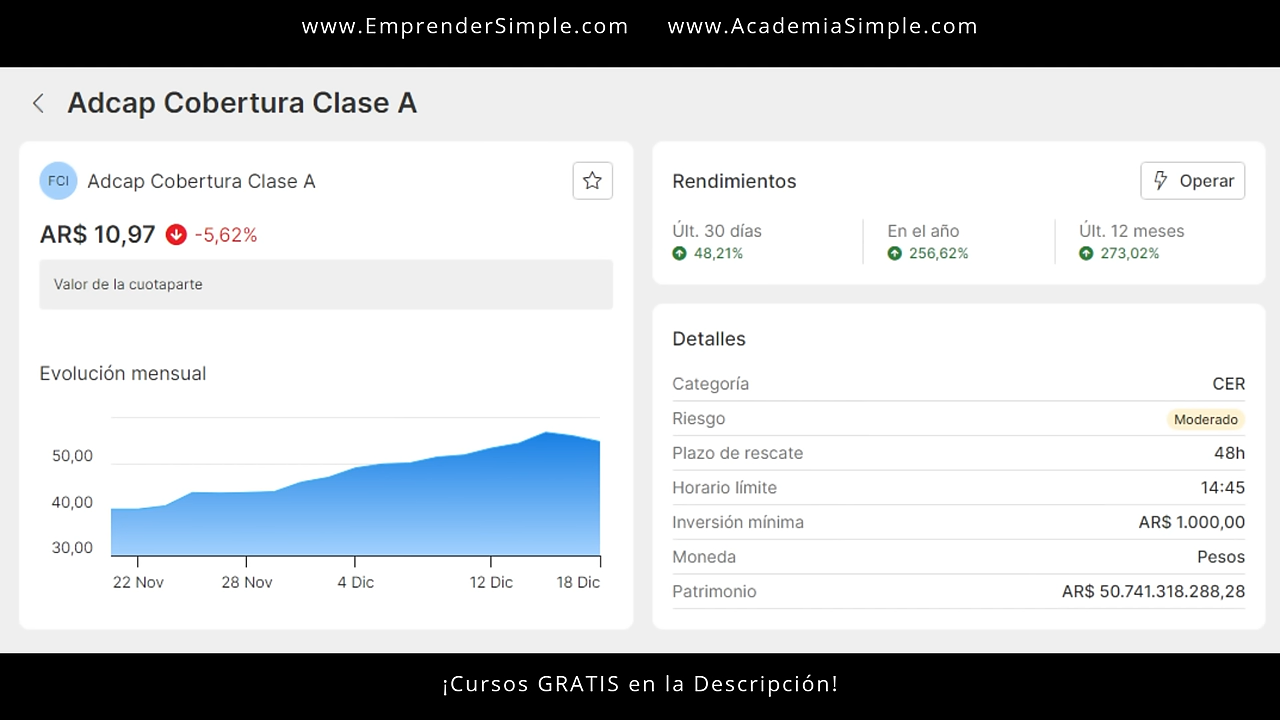 www.EmprenderSimple.com www.AcademiaSimple.com
Adcap Cobertura Clase A
FCI Adcap Cobertura Clase A
AR$ 10,97 -5,62%
Valor de la cuotaparte
Evolución mensual
50,00
40,00
30,00
22 Nov 28 Nov 4 Dic 12 Dic 18 Dic
Rendimientos Operar
Últ. 30 días En el año Últ. 12 meses
48,21% 256,62% 273,02%
Detalles
Categoría CER
Riesgo Moderado
Plazo de rescate 48h
Horario límite 14:45
Inversión mínima AR$ 1.000,00
Moneda Pesos
Patrimonio AR$ 50.741.318.288,28
¡Cursos GRATIS en la Descripción!